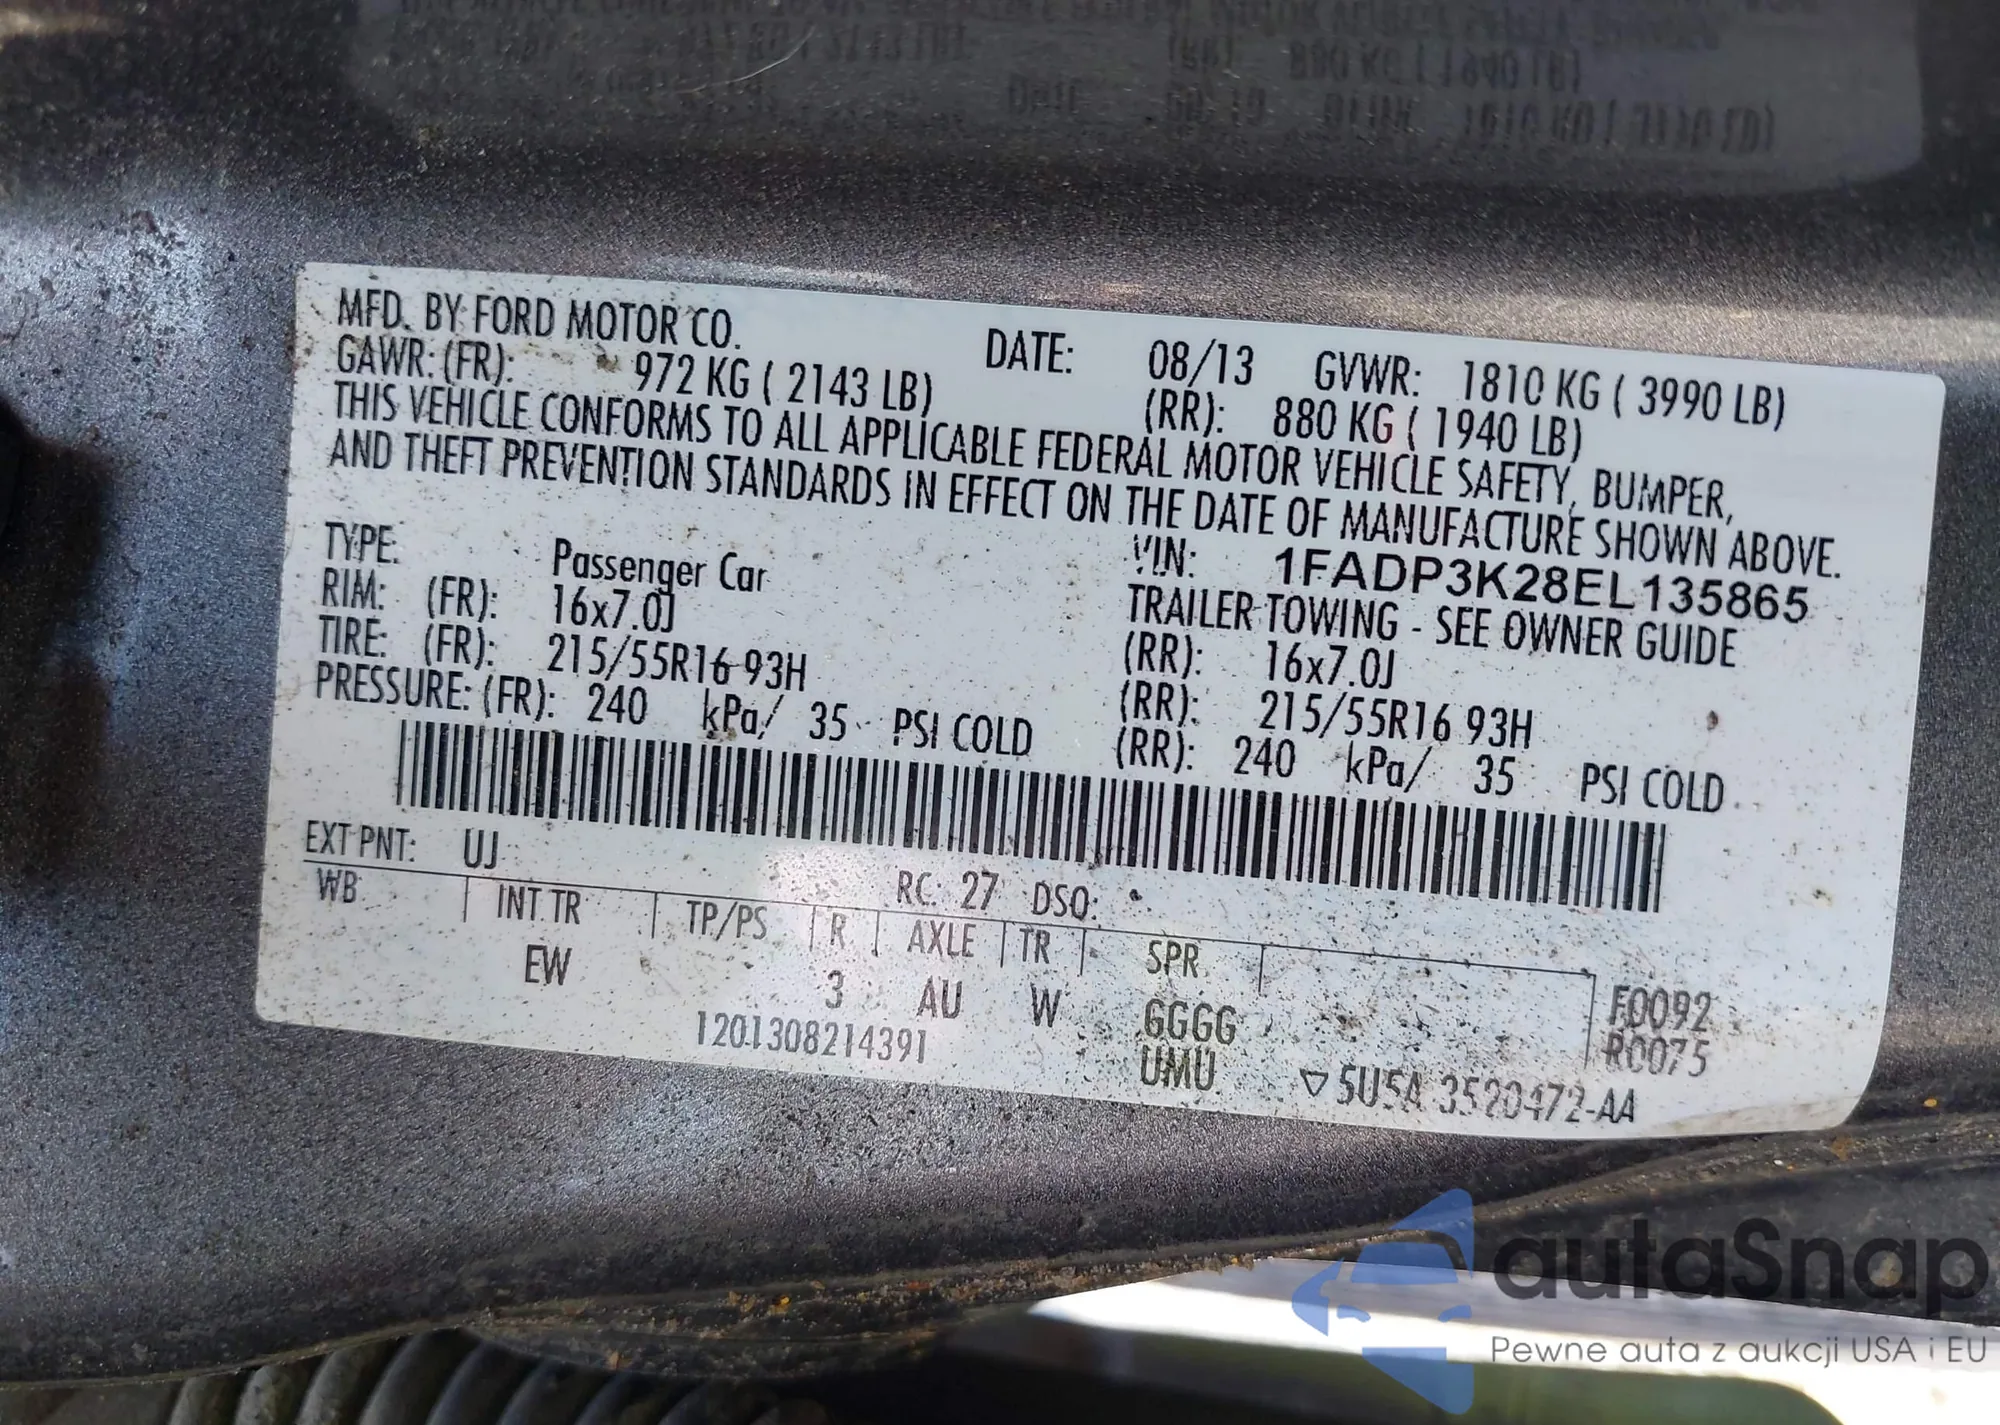 MFD. BY FORD MOTOR CO. DATE: 08/13 GVWR: 1810 KG ( 3990 LB)
GAWR: (FR): 972 KG ( 2143 LB) (RR): 880 KG ( 1940 LB)
THIS VEHICLE CONFORMS TO ALL APPLICABLE FEDERAL MOTOR VEHICLE SAFETY, BUMPER,
AND THEFT PREVENTION STANDARDS IN EFFECT ON THE DATE OF MANUFACTURE SHOWN ABOVE.
VIN: 1FADP3K28EL135865
TYPE: Passenger Car TRAILER TOWING - SEE OWNER GUIDE
RIM: (FR): 16x7.0J (RR): 16x7.0J
TIRE: (FR): 215/55R16 93H (RR): 215/55R16 93H
PRESSURE: (FR): 240 kPa/ 35 PSI COLD (RR): 240 kPa/ 35 PSI COLD
EXT PNT: UJ RC: 27 DSO:
WB INT TR TP/PS R AXLE TR SPR
EW 3 AU W GGGG F0092
1201308214391 UMU R0075
▽ 5U5A 3520472-AA
autaSnap
Pewne auta z aukcji USA i EU